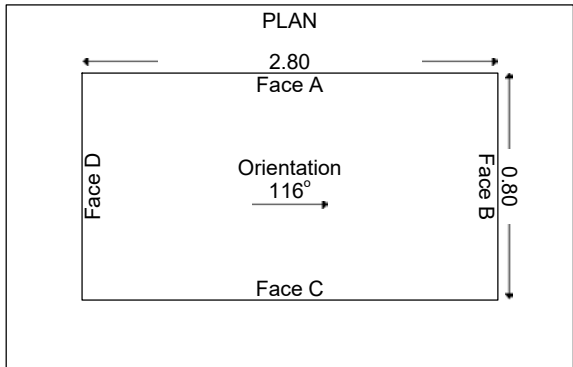 PLAN
2.80
Face A
Face D
Orientation
116°
Face B
0.80
Face C